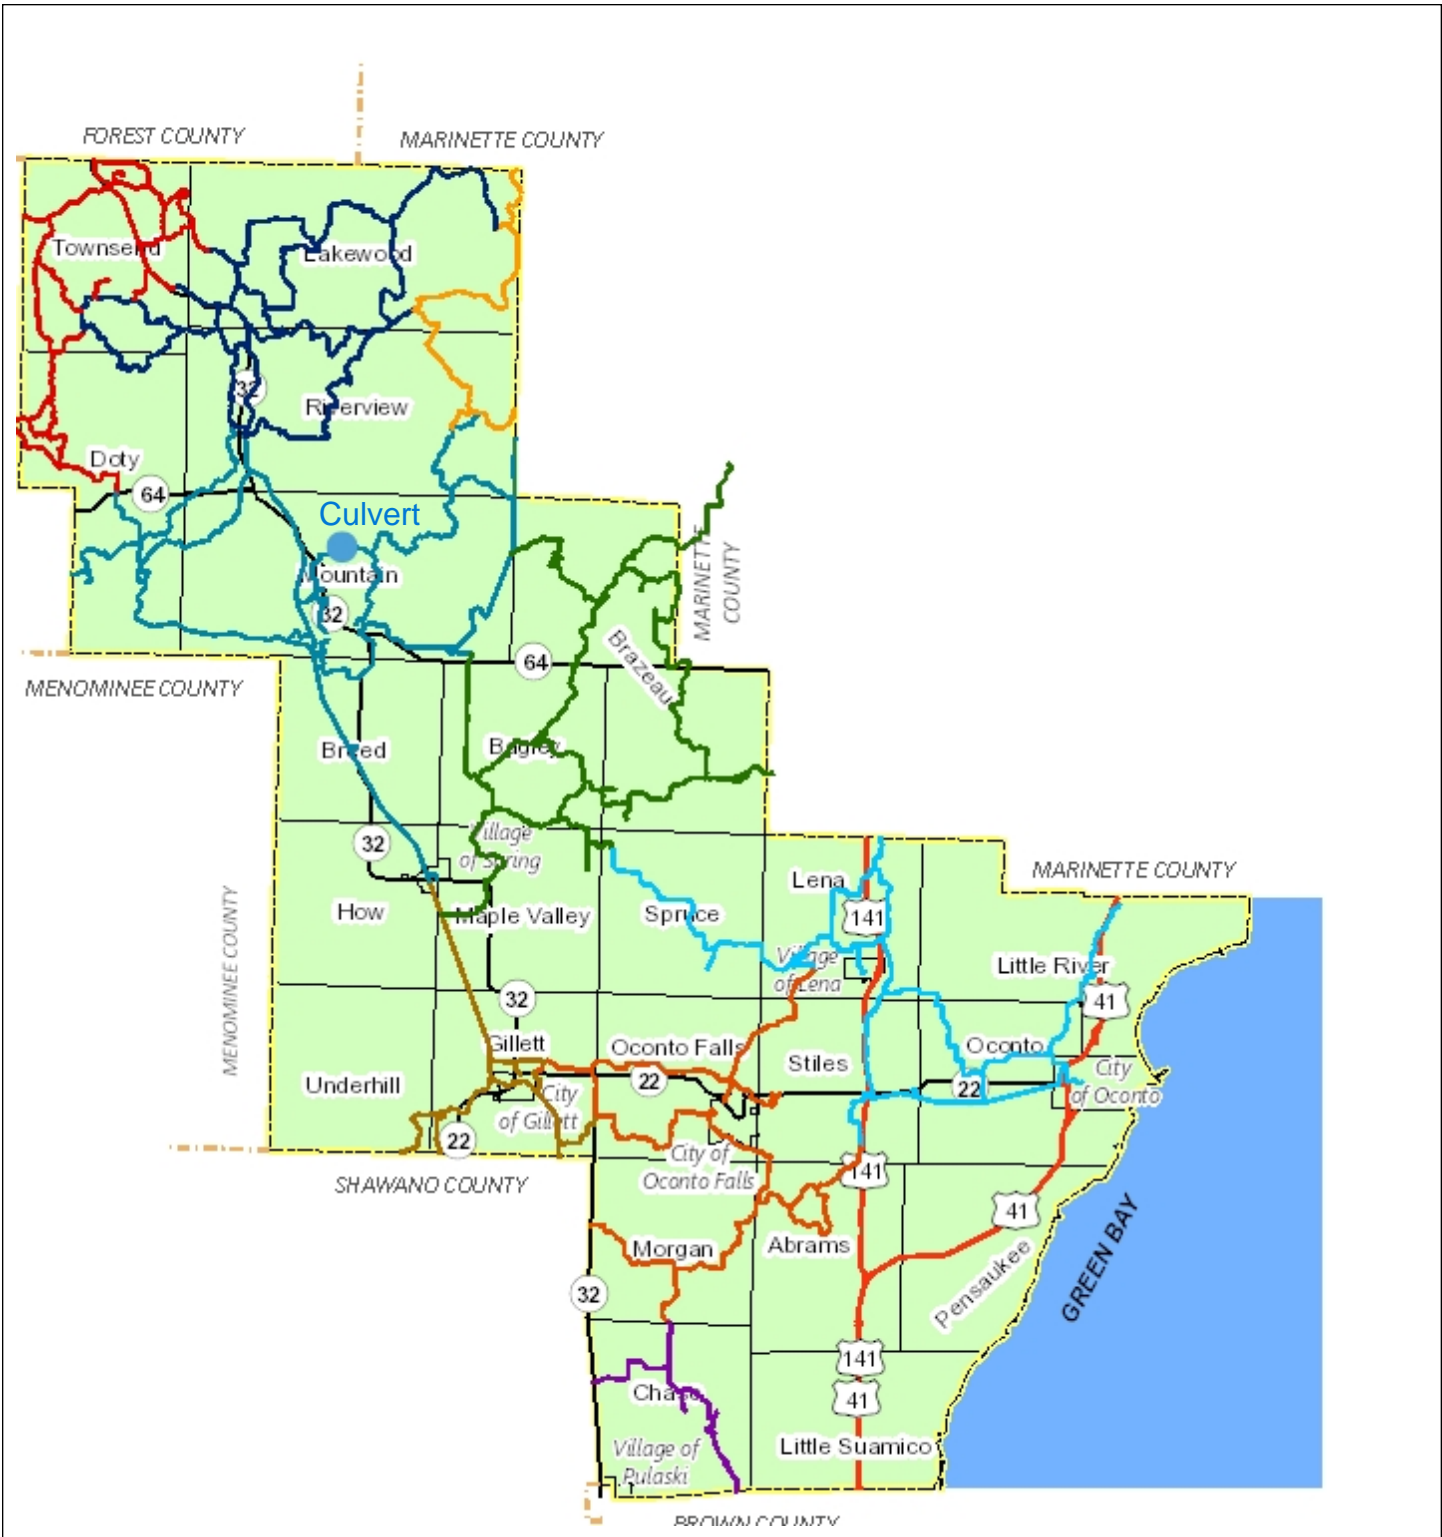 FOREST COUNTY
MARINETTE COUNTY
Townsend
Lakewood
32
Riverview
Doty
64
Culvert
Mountain
32
MARINETTE
COUNTY
Brazeau
64
MENOMINEE COUNTY
Breed
Bagley
32
Village
of Spring
Lena
MARINETTE COUNTY
How
Maple Valley
Spruce
141
MENOMINEE COUNTY
Village
of Lena
Little River
32
41
Gillett
Oconto Falls
Stiles
Oconto
Underhill
22
22
City
of Oconto
City
of Gillett
22
City of
Oconto Falls
141
SHAWANO COUNTY
41
Morgan
Abrams
Pensaukee
GREEN BAY
32
141
41
Chase
Village of
Pulaski
Little Suamico
BROWN COUNTY